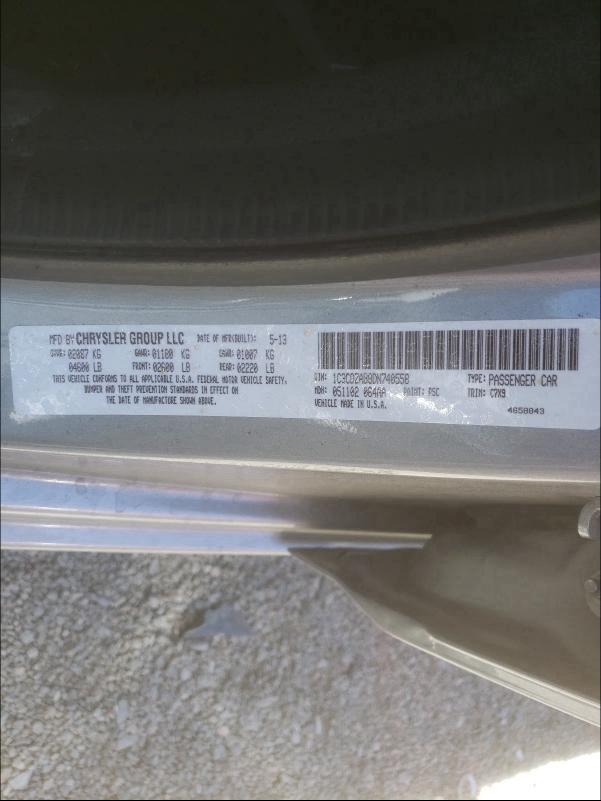 MFD BY CHRYSLER GROUP LLC DATE OF MFR(BUILT): 5-13
GVWR: 02087 KG GAWR 01180 KG GAWR 01007 KG
04600 LB FRONT: 02600 LB REAR: 02220 LB
THIS VEHICLE CONFORMS TO ALL APPLICABLE U.S.A. FEDERAL MOTOR VEHICLE SAFETY,
BUMPER AND THEFT PREVENTION STANDARDS IN EFFECT ON
THE DATE OF MANUFACTURE SHOWN ABOVE.
VIN: TYPE: PASSENGER CAR
MDH: 051102 064AA PAINT: PSC TRIM: C7X9
VEHICLE MADE IN U.S.A. 4658843